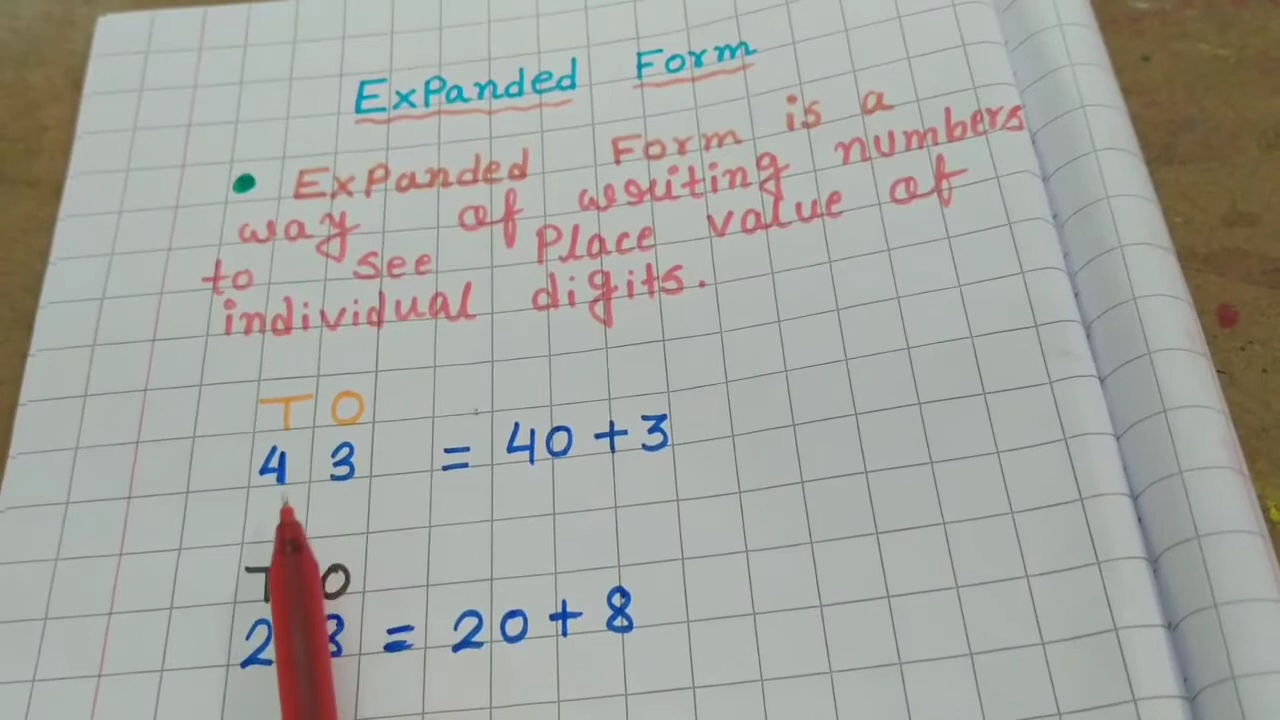 Expanded Form
• Expanded Form is a
way of writing numbers
to see place value of
individual digits.
T O
4 3 = 40 + 3
T O
2 = 20 + 8